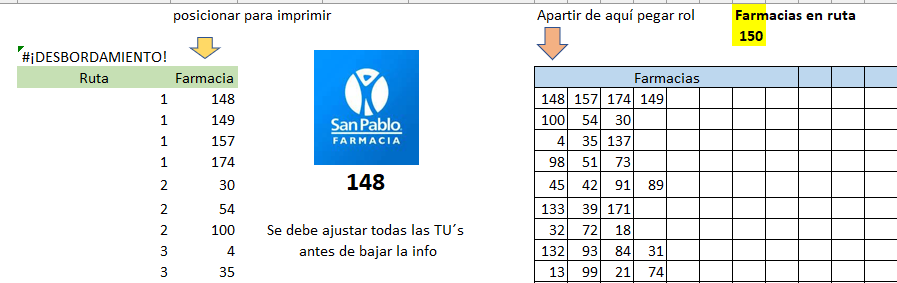 posicionar para imprimir
Apartir de aquí pegar rol
Farmacias en ruta
150
#¡DESBORDAMIENTO!
Ruta Farmacia
1 148
1 149
1 157
1 174
2 30
2 54
2 100
3 4
3 35
San Pablo
FARMACIA
148
Se debe ajustar todas las TU´s
antes de bajar la info
Farmacias
148 157 174 149
100 54 30
4 35 137
98 51 73
45 42 91 89
133 39 171
32 72 18
132 93 84 31
13 99 21 74